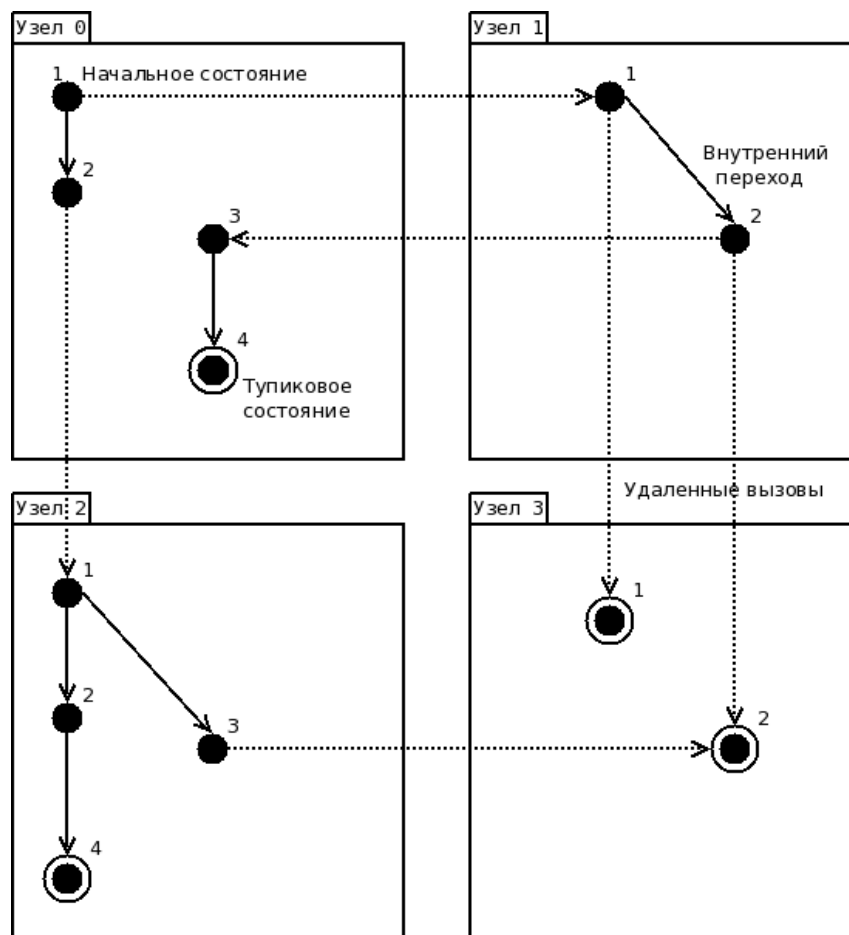 Узел 0
1 Начальное состояние
2
3
4
Тупиковое
состояние
Узел 1
1
Внутренний
переход
2
Удаленные вызовы
Узел 2
1
2
3
4
Узел 3
1
2